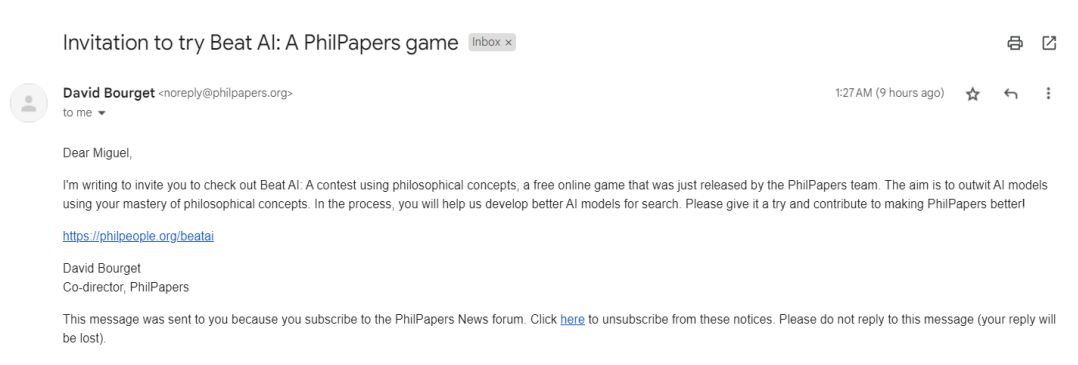 Invitation to try Beat AI: A PhilPapers game Inbox ×
David Bourget <noreply@philpapers.org> 1:27 AM (9 hours ago)
to me
Dear Miguel,
I'm writing to invite you to check out Beat AI: A contest using philosophical concepts, a free online game that was just released by the PhilPapers team. The aim is to outwit AI models
using your mastery of philosophical concepts. In the process, you will help us develop better AI models for search. Please give it a try and contribute to making PhilPapers better!
https://philpeople.org/beatai
David Bourget
Co-director, PhilPapers
This message was sent to you because you subscribe to the PhilPapers News forum. Click here to unsubscribe from these notices. Please do not reply to this message (your reply will
be lost).